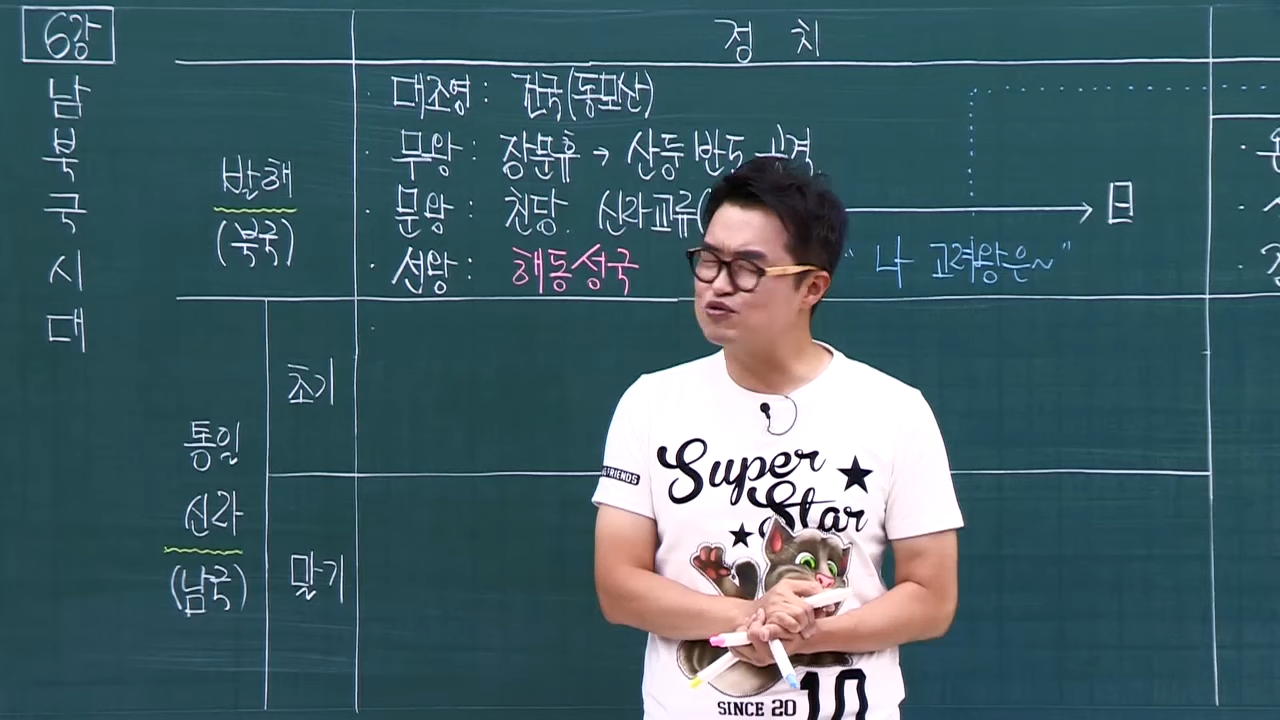 6강
정 치
남북국시대
발해
(북국)
· 대조영 : 건국(동모산)
· 무왕 : 장문휴 → 산둥반도 공격
· 문왕 : 친당. 신라교류( → 日
· 선왕 : 해동성국 " 나 고려왕은~"
통일
신라
(남국)
초기
말기
FRIENDS
Super
Star
SINCE 20
10